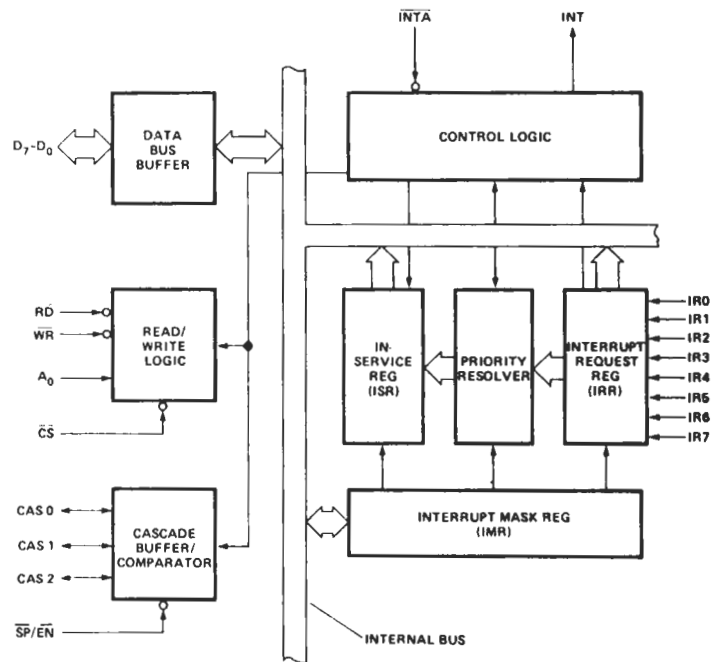 INTA
INT
DATA
BUS
BUFFER
D7-D0
CONTROL LOGIC
RD
WR
A0
CS
READ/
WRITE
LOGIC
IN-
SERVICE
REG
(ISR)
PRIORITY
RESOLVER
INTERRUPT
REQUEST
REG
(IRR)
IR0
IR1
IR2
IR3
IR4
IR5
IR6
IR7
CAS 0
CAS 1
CAS 2
SP/EN
CASCADE
BUFFER/
COMPARATOR
INTERRUPT MASK REG
(IMR)
INTERNAL BUS